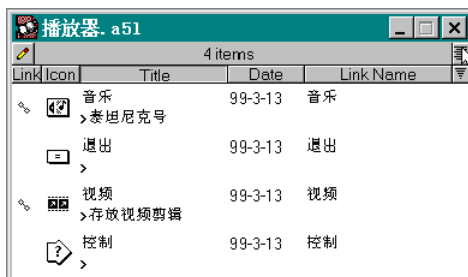 播放器.a5l
4 items
Link Icon Title Date Link Name
音乐 99-3-13 音乐
>泰坦尼克号
退出 99-3-13 退出
>
视频 99-3-13 视频
>存放视频剪辑
控制 99-3-13 控制
>